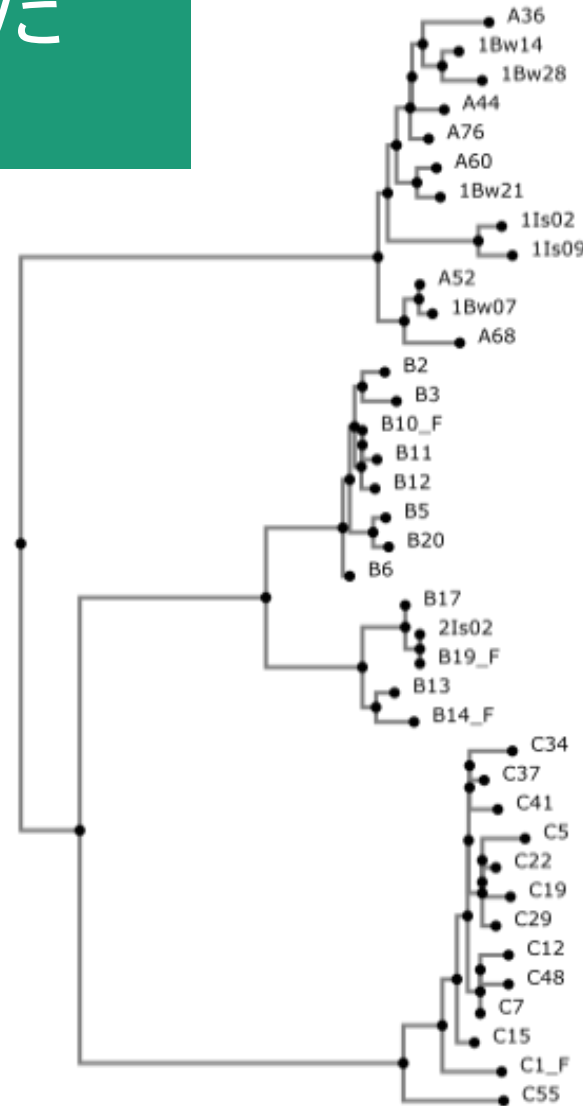 た
A36
1Bw14
1Bw28
A44
A76
A60
1Bw21
1Is02
1Is09
A52
1Bw07
A68
B2
B3
B10_F
B11
B12
B5
B20
B6
B17
2Is02
B19_F
B13
B14_F
C34
C37
C41
C5
C22
C19
C29
C12
C48
C7
C15
C1_F
C55